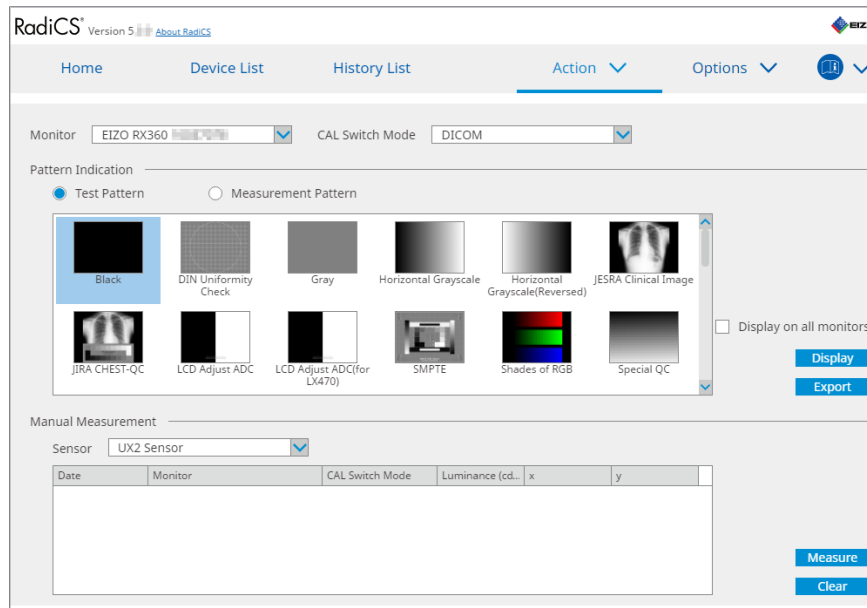 RadiCS® Version 5. About RadiCS
EIZ
Home Device List History List Action Options
Monitor EIZO RX360 CAL Switch Mode DICOM
Pattern Indication
Test Pattern Measurement Pattern
Black
DIN Uniformity
Check
Gray
Horizontal Grayscale
Horizontal
Grayscale(Reversed)
JESRA Clinical Image
JIRA CHEST-QC
LCD Adjust ADC
LCD Adjust ADC(for
LX470)
SMPTE
Shades of RGB
Special QC
Display on all monitors
Display
Export
Manual Measurement
Sensor UX2 Sensor
Date Monitor CAL Switch Mode Luminance (cd... x y
Measure
Clear